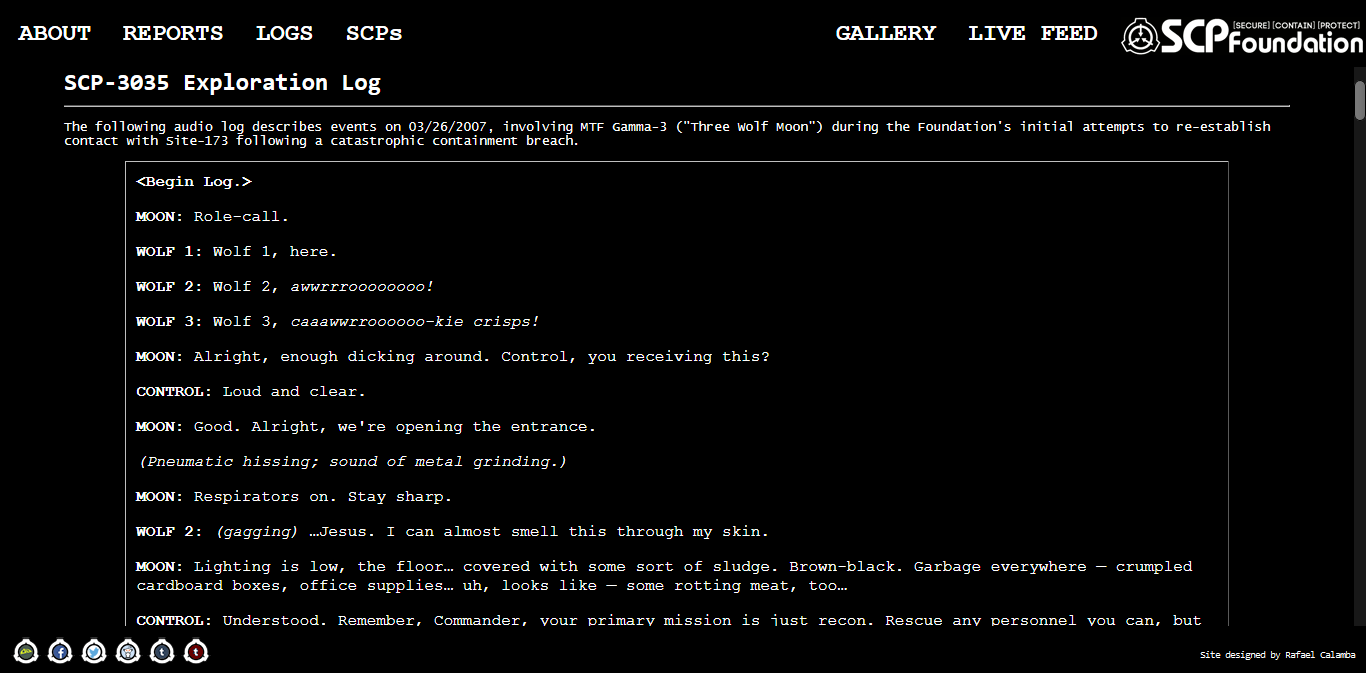 ABOUT REPORTS LOGS SCPs GALLERY LIVE FEED [SECURE] [CONTAIN] [PROTECT]
SCP Foundation
SCP-3035 Exploration Log
The following audio log describes events on 03/26/2007, involving MTF Gamma-3 ("Three Wolf Moon") during the Foundation's initial attempts to re-establish
contact with Site-173 following a catastrophic containment breach.
<Begin Log.>
MOON: Role-call.
WOLF 1: Wolf 1, here.
WOLF 2: Wolf 2, awwrrroooooooo!
WOLF 3: Wolf 3, caaawwrroooooo-kie crisps!
MOON: Alright, enough dicking around. Control, you receiving this?
CONTROL: Loud and clear.
MOON: Good. Alright, we're opening the entrance.
(Pneumatic hissing; sound of metal grinding.)
MOON: Respirators on. Stay sharp.
WOLF 2: (gagging) …Jesus. I can almost smell this through my skin.
MOON: Lighting is low, the floor… covered with some sort of sludge. Brown-black. Garbage everywhere — crumpled
cardboard boxes, office supplies… uh, looks like — some rotting meat, too…
CONTROL: Understood. Remember, Commander, your primary mission is just recon. Rescue any personnel you can, but
Site designed by Rafael Calamba